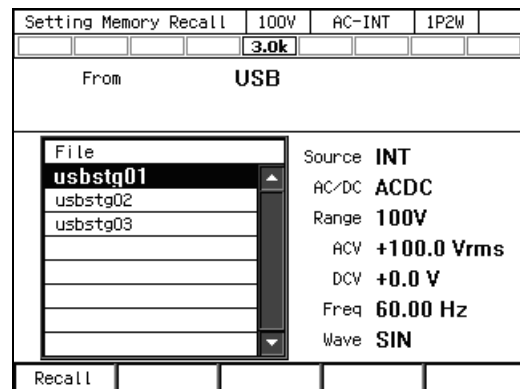 Setting Memory Recall 100V AC-INT 1P2W
3.0k
From USB
File
usbstg01
usbstg02
usbstg03
Source INT
AC/DC ACDC
Range 100V
ACV +100.0 Vrms
DCV +0.0 V
Freq 60.00 Hz
Wave SIN
Recall